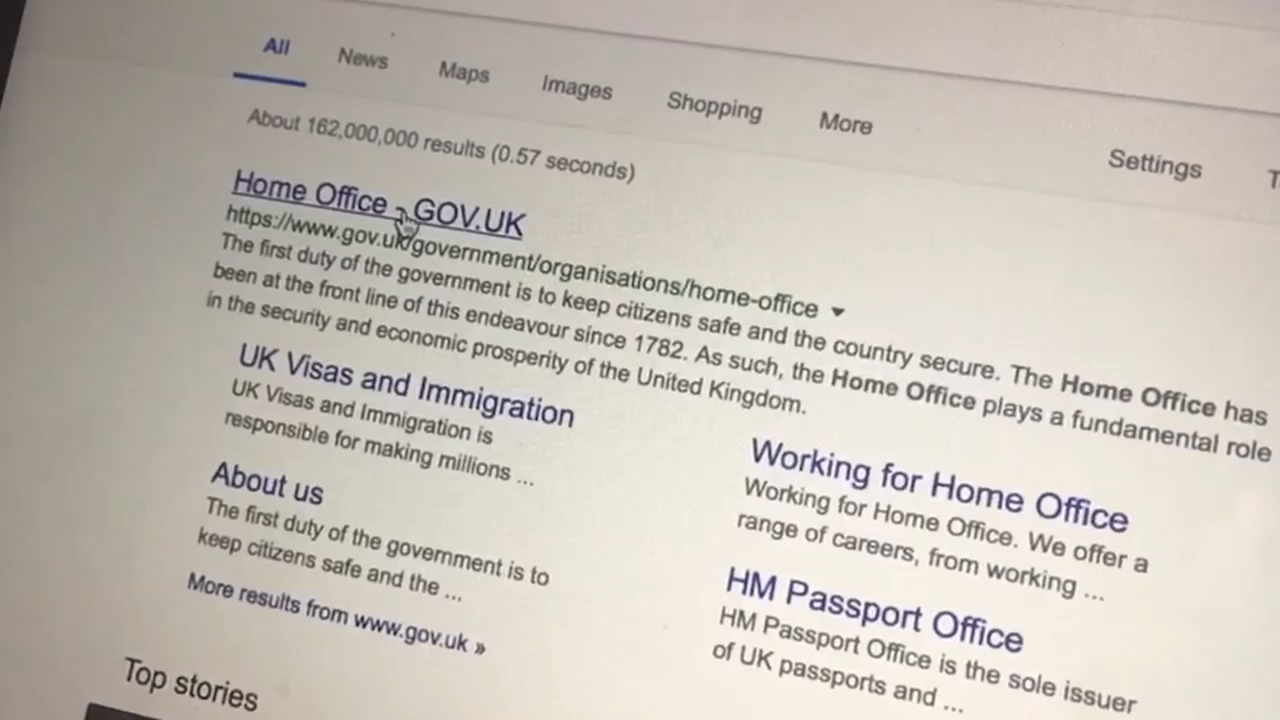 All News Maps Images Shopping More Settings
About 162,000,000 results (0.57 seconds)
Home Office - GOV.UK
https://www.gov.uk/government/organisations/home-office
The first duty of the government is to keep citizens safe and the country secure. The Home Office has
been at the front line of this endeavour since 1782. As such, the Home Office plays a fundamental role
in the security and economic prosperity of the United Kingdom.
UK Visas and Immigration
UK Visas and Immigration is
responsible for making millions ...
Working for Home Office
Working for Home Office. We offer a
range of careers, from working ...
About us
The first duty of the government is to
keep citizens safe and the ...
HM Passport Office
HM Passport Office is the sole issuer
of UK passports and ...
More results from www.gov.uk »
Top stories